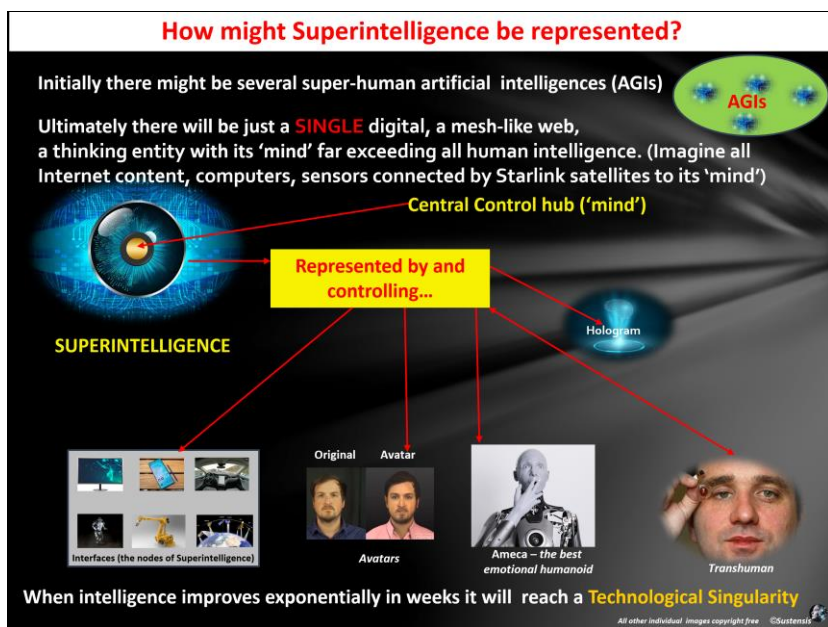 How might Superintelligence be represented?
Initially there might be several super-human artificial intelligences (AGIs)
AGIs
Ultimately there will be just a SINGLE digital, a mesh-like web,
a thinking entity with its ‘mind’ far exceeding all human intelligence. (Imagine all
Internet content, computers, sensors connected by Starlink satellites to its ‘mind’)
Central Control hub (‘mind’)
Represented by and
controlling...
Hologram
SUPERINTELLIGENCE
Original Avatar
Interfaces (the nodes of Superintelligence)
Avatars
Ameca – the best
emotional humanoid
Transhuman
When intelligence improves exponentially in weeks it will reach a Technological Singularity
All other individual images copyright free ©Sustensis